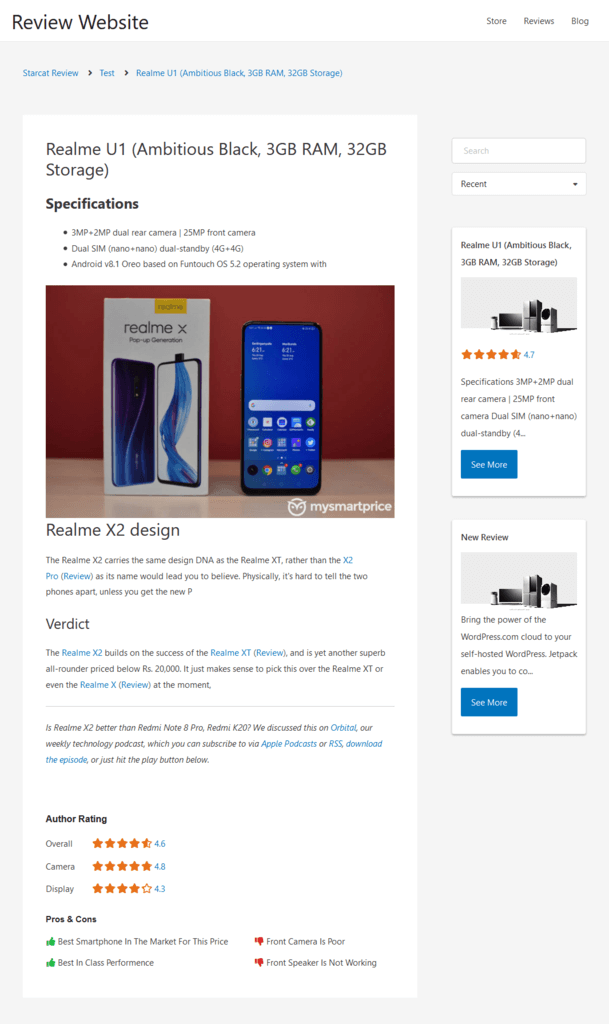 Review Website
Store
Reviews
Blog
Starcat Review > Test > Realme U1 (Ambitious Black, 3GB RAM, 32GB Storage)
Realme U1 (Ambitious Black, 3GB RAM, 32GB
Storage)
Specifications
3MP+2MP dual rear camera | 25MP front camera
Dual SIM (nano+nano) dual-standby (4G+4G)
Android v8.1 Oreo based on Funtouch OS 5.2 operating system with
realme
realme x
Pop-up Generation
6:21
6:21
mysmartprice
Realme X2 design
The Realme X2 carries the same design DNA as the Realme XT, rather than the X2
Pro (Review) as its name would lead you to believe. Physically, it's hard to tell the two
phones apart, unless you get the new P
Verdict
The Realme X2 builds on the success of the Realme XT (Review), and is yet another superb
all-rounder priced below Rs. 20,000. It just makes sense to pick this over the Realme XT or
even the Realme X (Review) at the moment,
Is Realme X2 better than Redmi Note 8 Pro, Redmi K20? We discussed this on Orbital, our
weekly technology podcast, which you can subscribe to via Apple Podcasts or RSS, download
the episode, or just hit the play button below.
Author Rating
Overall 4.6
Camera 4.8
Display 4.3
Pros & Cons
Best Smartphone In The Market For This Price
Front Camera Is Poor
Best In Class Performence
Front Speaker Is Not Working
Search
Recent
Realme U1 (Ambitious Black,
3GB RAM, 32GB Storage)
4.7
Specifications 3MP+2MP dual
rear camera | 25MP front
camera Dual SIM (nano+nano)
dual-standby (4...
See More
New Review
Bring the power of the
WordPress.com cloud to your
self-hosted WordPress. Jetpack
enables you to co...
See More